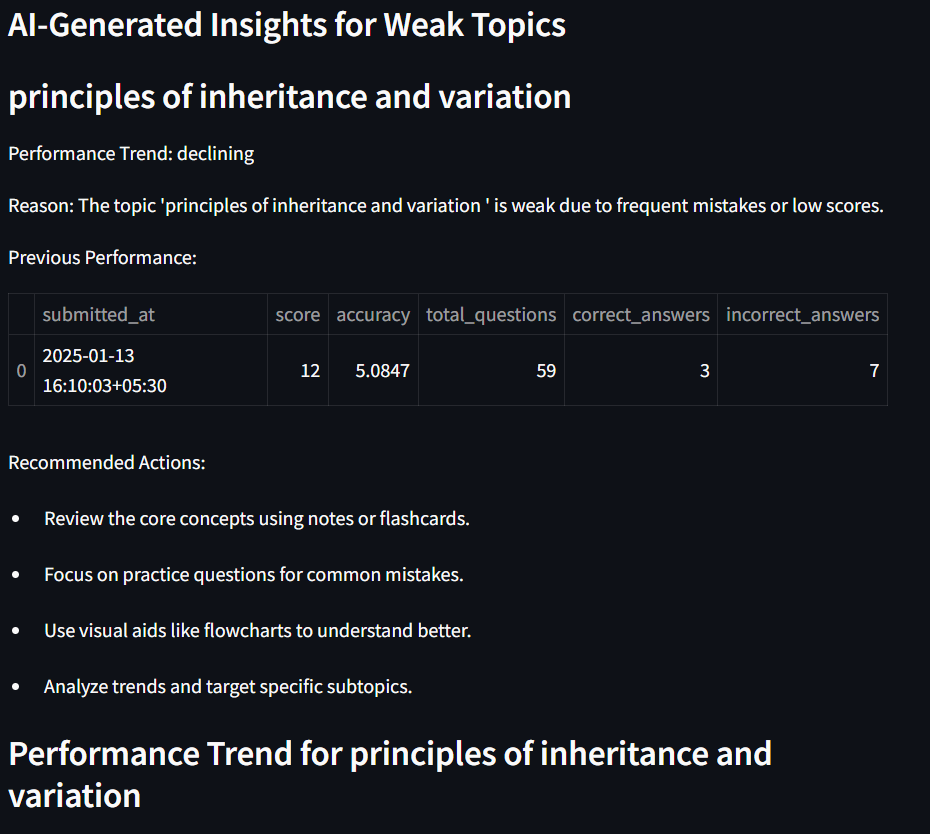 AI-Generated Insights for Weak Topics
principles of inheritance and variation
Performance Trend: declining
Reason: The topic 'principles of inheritance and variation ' is weak due to frequent mistakes or low scores.
Previous Performance:
submitted_at score accuracy total_questions correct_answers incorrect_answers
0 2025-01-13 16:10:03+05:30 12 5.0847 59 3 7
Recommended Actions:
• Review the core concepts using notes or flashcards.
• Focus on practice questions for common mistakes.
• Use visual aids like flowcharts to understand better.
• Analyze trends and target specific subtopics.
Performance Trend for principles of inheritance and
variation